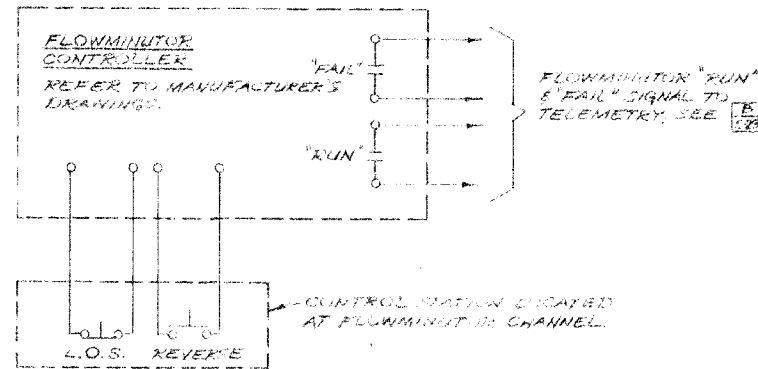 FLOWMINUTOR
CONTROLLER
REFER TO MANUFACTURER'S
DRAWINGS.
"FAIL"
"RUN"
FLOWMINUTOR "RUN"
& "FAIL" SIGNAL TO
TELEMETRY, SEE
CONTROL STATION LOCATED
AT FLOWMINUTOR CHANNEL.
L.O.S. REVERSE